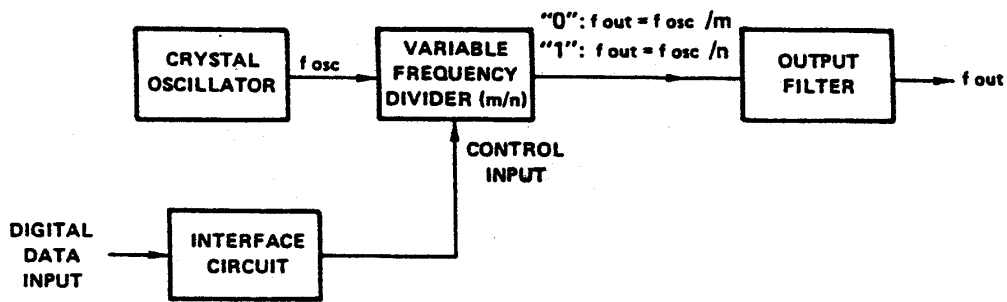 CRYSTAL
OSCILLATOR
f osc
VARIABLE
FREQUENCY
DIVIDER (m/n)
"0": f out = f osc /m
"1": f out = f osc /n
OUTPUT
FILTER
f out
CONTROL
INPUT
DIGITAL
DATA
INPUT
INTERFACE
CIRCUIT